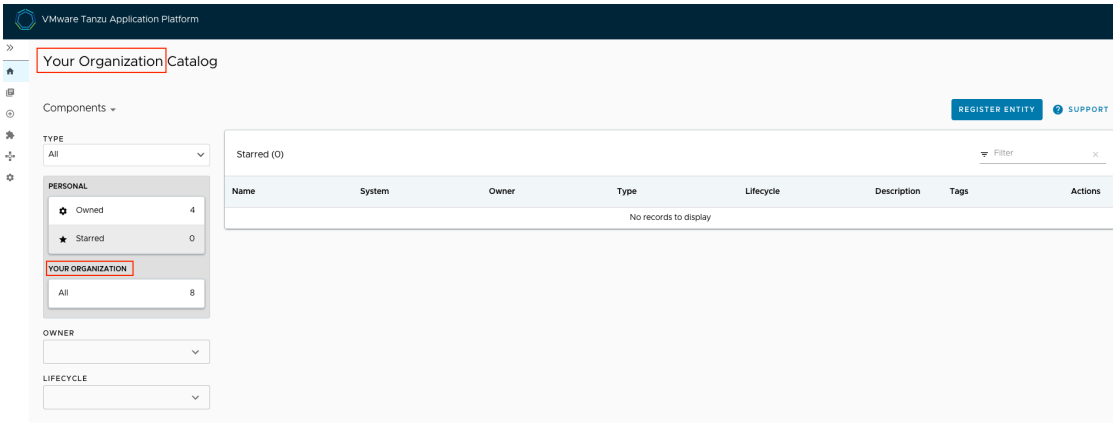 VMware Tanzu Application Platform
Your Organization Catalog
Components
REGISTER ENTITY
SUPPORT
TYPE
All
Starred (0)
Filter
PERSONAL
Name System Owner Type Lifecycle Description Tags Actions
Owned 4
No records to display
Starred 0
YOUR ORGANIZATION
All 8
OWNER
LIFECYCLE